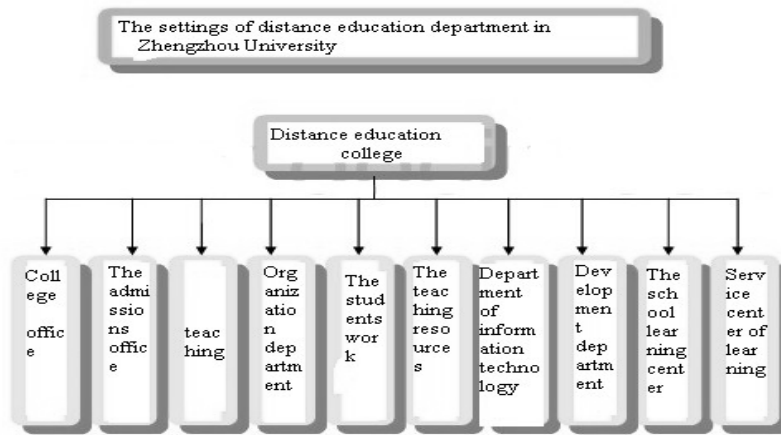 The settings of distance education department in
Zhengzhou University
Distance education
college
Coll
ege
office
The
admi
ssio
ns
offic
e
teac
hing
Org
aniz
atio
n
dep
artm
ent
The
stud
ents
wor
k
The
teac
hing
reso
urce
s
Depart
ment
of
inform
ation
techno
logy
Dev
elop
men
t
dep
artm
ent
The
sch
ool
lear
ning
cent
er
Serv
ice
cent
er of
lear
ning